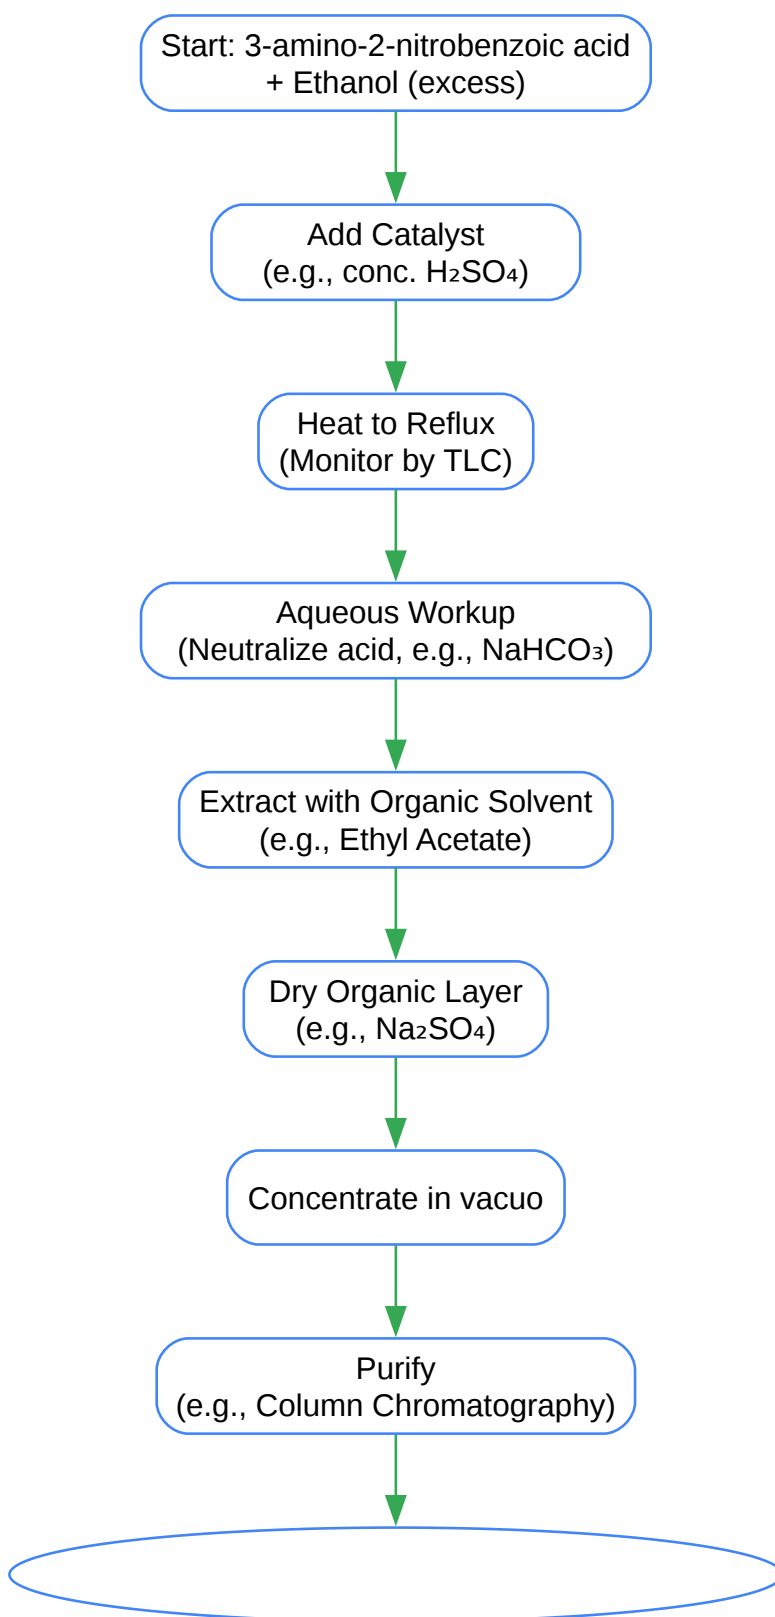 Start: 3-amino-2-nitrobenzoic acid
+ Ethanol (excess)
Add Catalyst
(e.g., conc. H₂SO₄)
Heat to Reflux
(Monitor by TLC)
Aqueous Workup
(Neutralize acid, e.g., NaHCO₃)
Extract with Organic Solvent
(e.g., Ethyl Acetate)
Dry Organic Layer
(e.g., Na₂SO₄)
Concentrate in vacuo
Purify
(e.g., Column Chromatography)